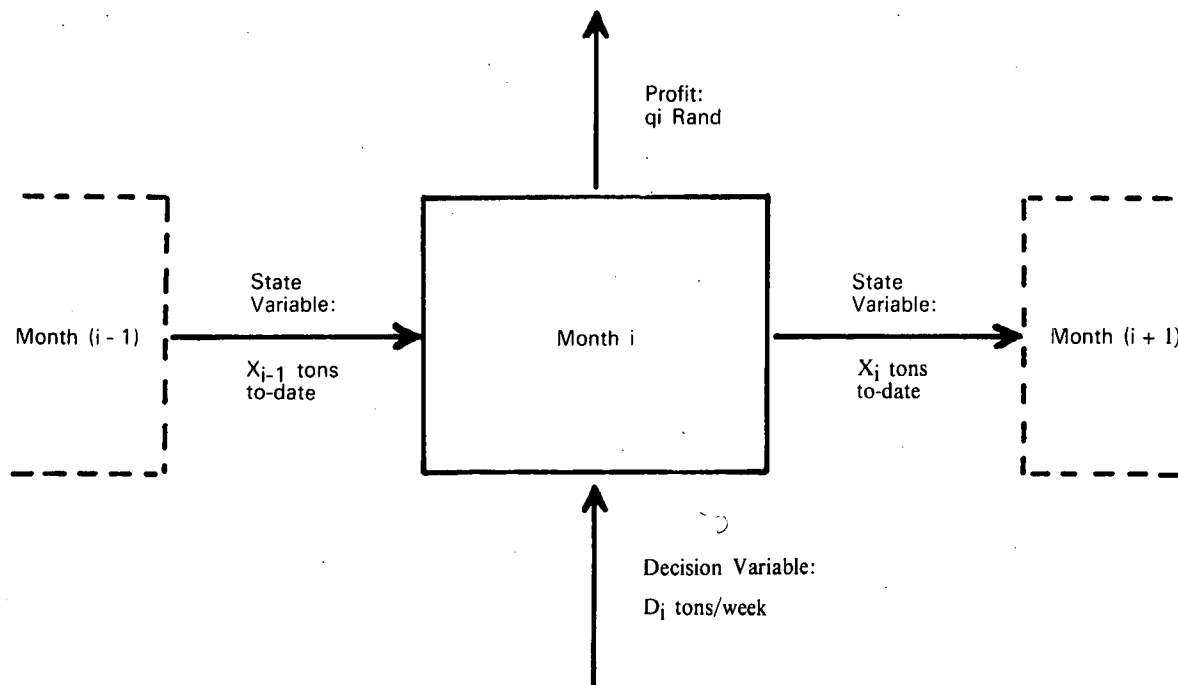 Profit:
qi Rand
State
Variable:
State
Variable:
Month (i - 1)
Month i
Month (i + 1)
X_{i-1} tons
to-date
X_i tons
to-date
Decision Variable:
D_i tons/week